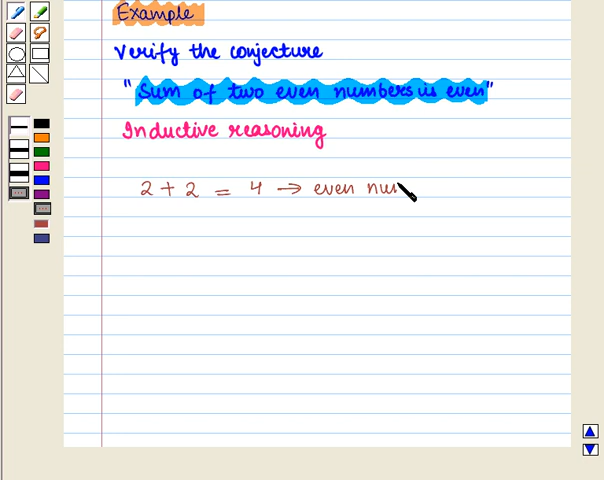 Example
Verify the conjecture
"Sum of two even numbers is even"
Inductive reasoning
2 + 2 = 4 → even